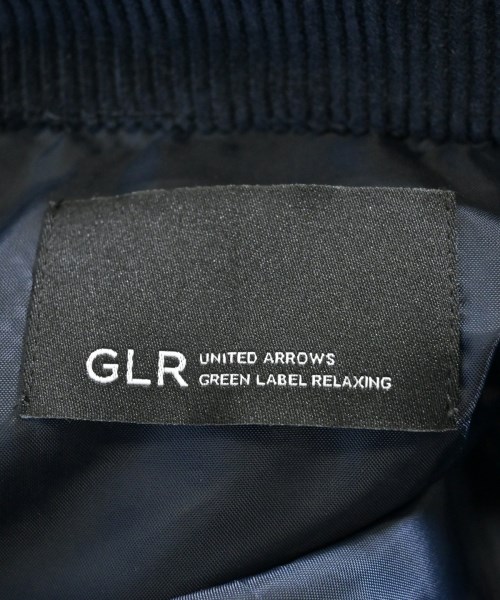 GLR
UNITED ARROWS
GREEN LABEL RELAXING